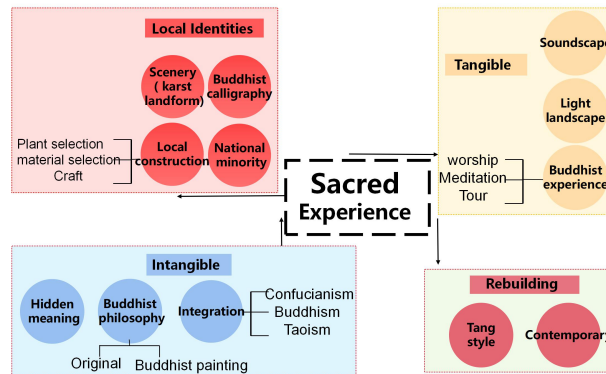 Local Identities
Scenery
( karst
landform)
Buddhist
calligraphy
Plant selection
material selection
Craft
Local
construction
National
minority
Tangible
Soundscape
Light
landscape
worship
Meditation
Tour
Buddhist
experience
Sacred
Experience
Intangible
Hidden
meaning
Buddhist
philosophy
Integration
Confucianism
Buddhism
Taoism
Original
Buddhist painting
Rebuilding
Tang
style
Contemporary